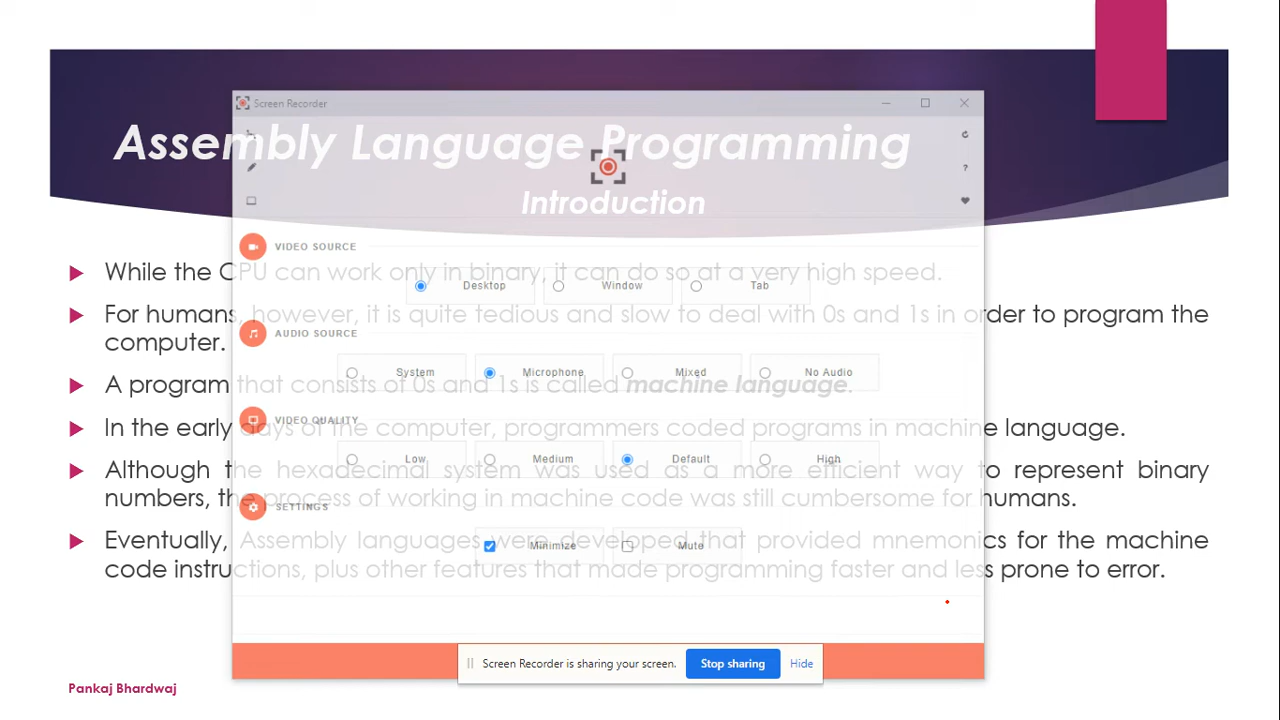 Screen Recorder
Assembly Language Programming
Introduction
VIDEO SOURCE
While the CPU can work only in binary, it can do so at a very high speed.
Desktop Window Tab
For humans, however, it is quite tedious and slow to deal with 0s and 1s in order to program the
computer.
AUDIO SOURCE
System Microphone Mixed No Audio
A program that consists of 0s and 1s is called machine language.
VIDEO QUALITY
In the early days of the computer, programmers coded programs in machine language.
Low Medium Default High
Although the hexadecimal system was used as a more efficient way to represent binary
numbers, the process of working in machine code was still cumbersome for humans.
SETTINGS
Eventually, Assembly languages were developed that provided mnemonics for the machine
code instructions, plus other features that made programming faster and less prone to error.
Minimize Mute
Screen Recorder is sharing your screen. Stop sharing Hide
Pankaj Bhardwaj